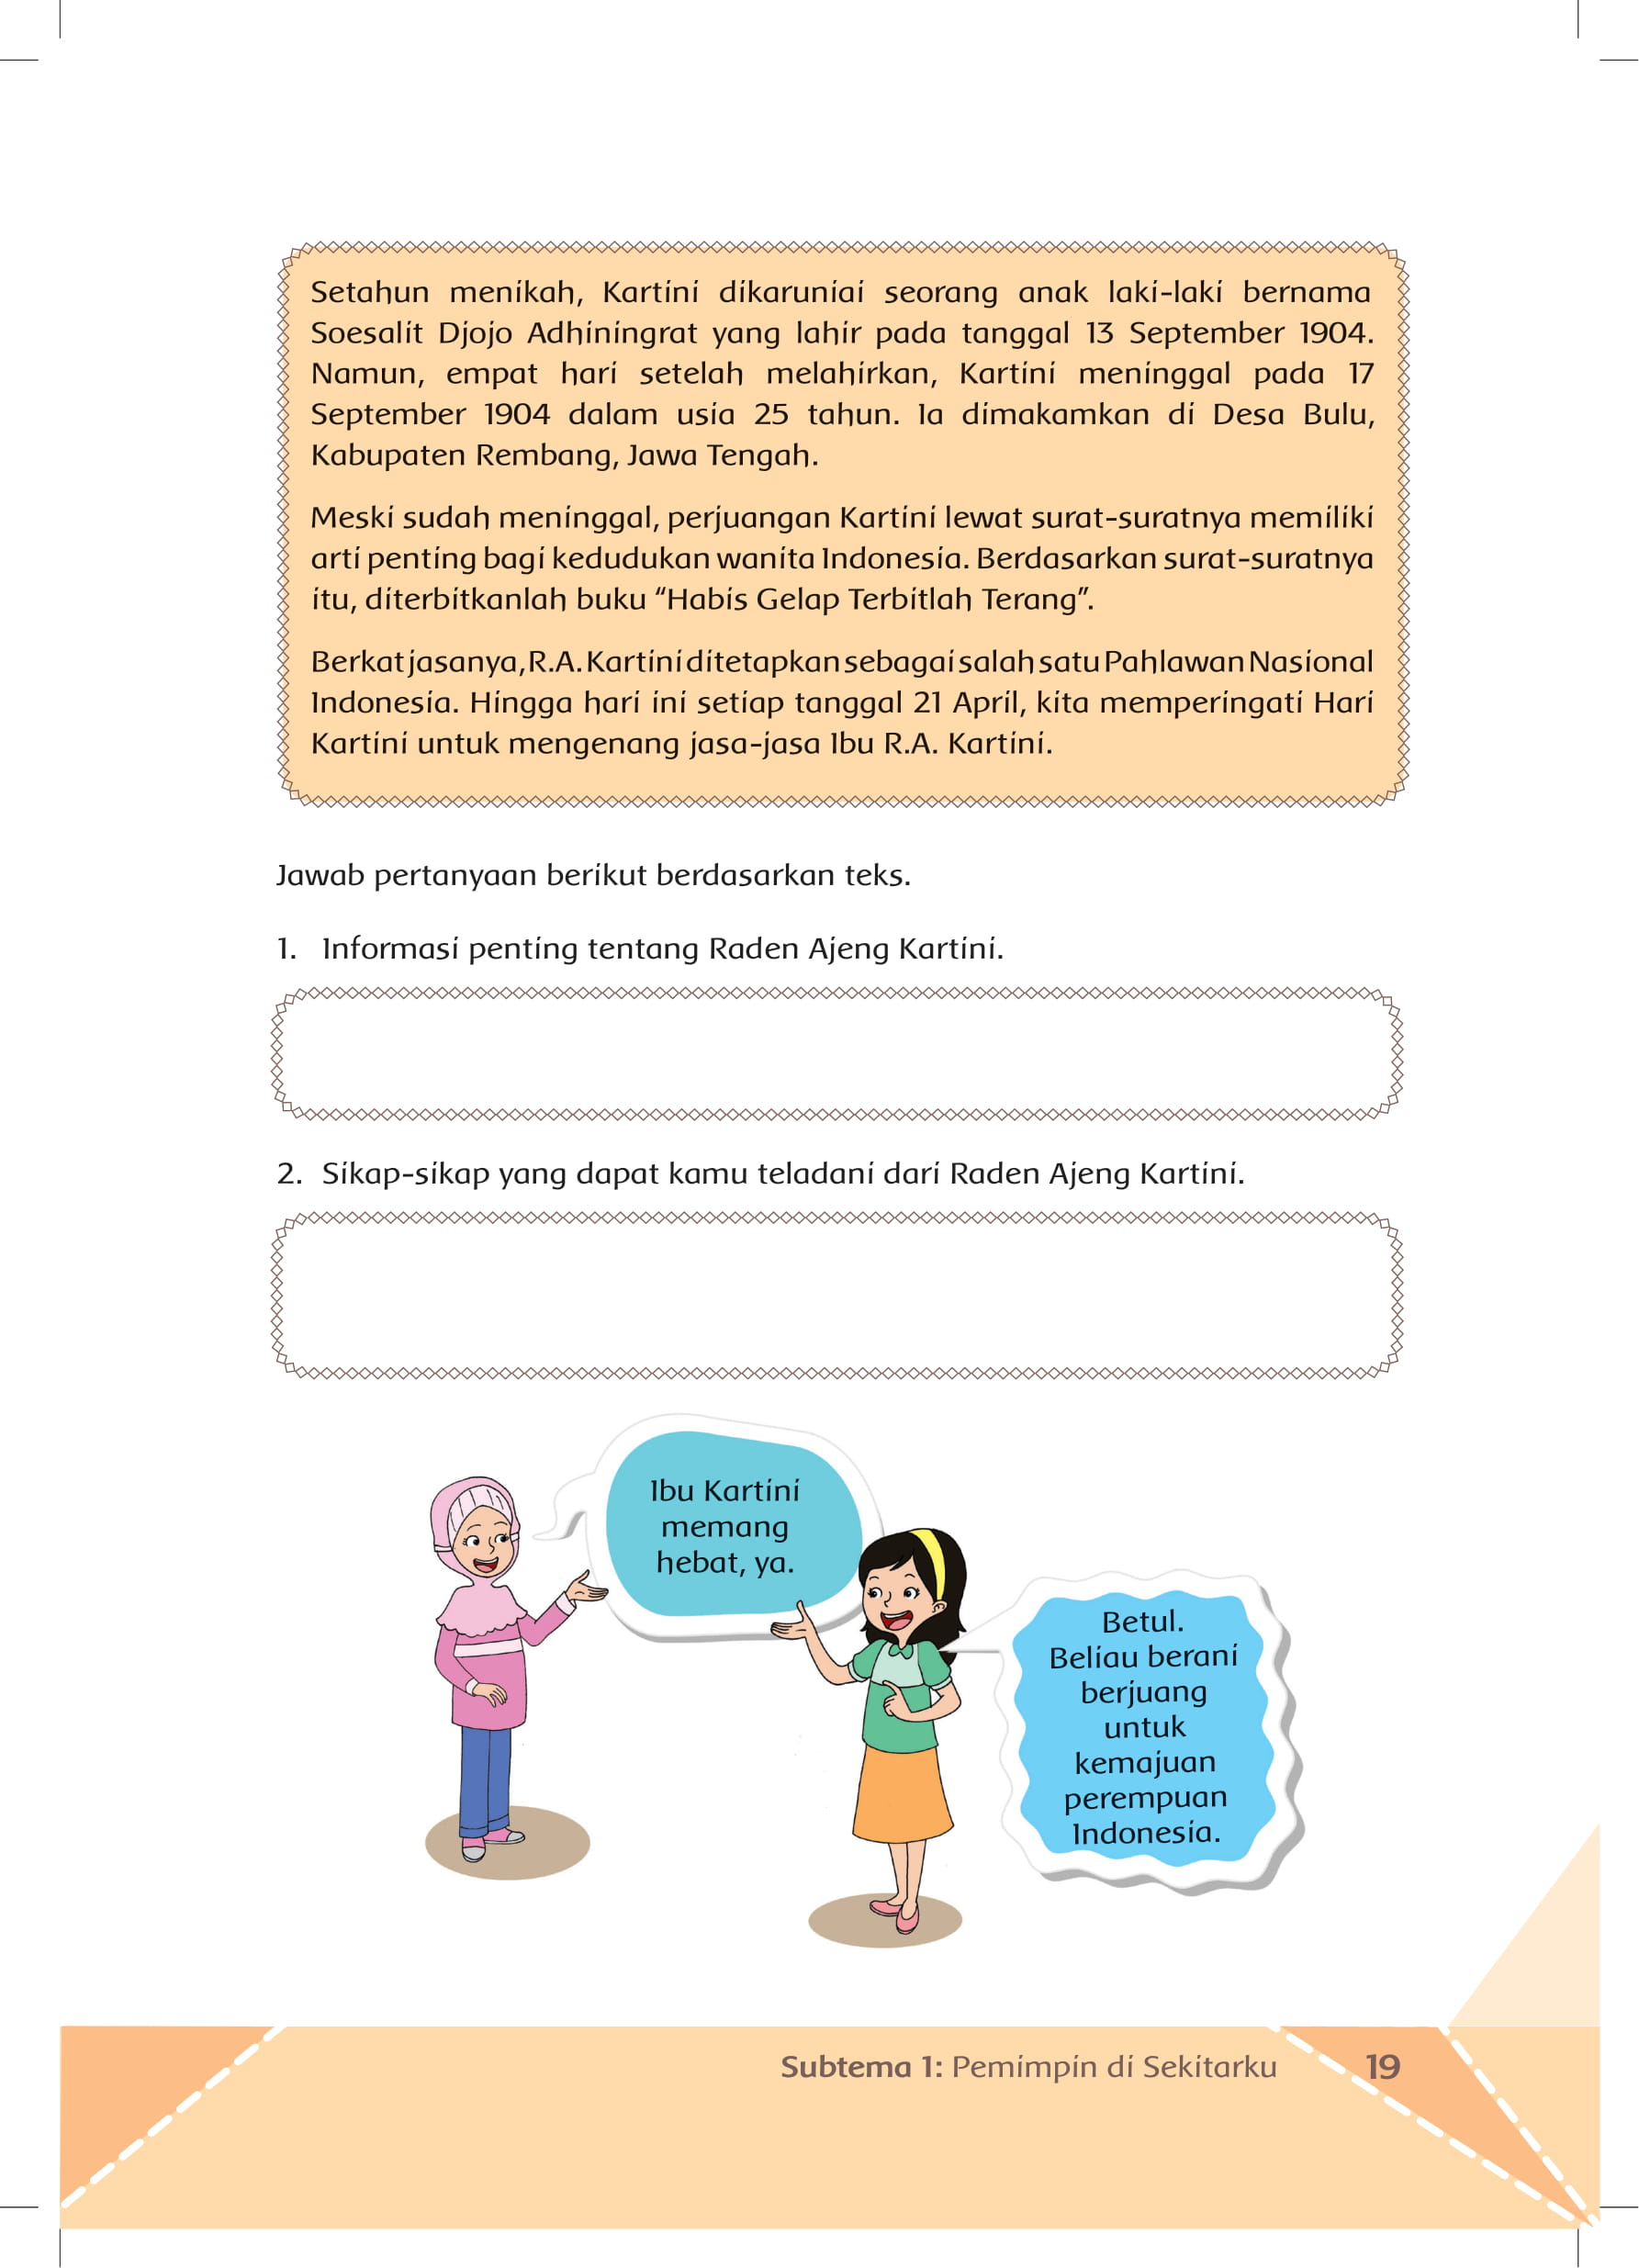 Setahun menikah, Kartini dikaruniai seorang anak laki-laki bernama
Soesalit Djojo Adhiningrat yang lahir pada tanggal 13 September 1904.
Namun, empat hari setelah melahirkan, Kartini meninggal pada 17
September 1904 dalam usia 25 tahun. Ia dimakamkan di Desa Bulu,
Kabupaten Rembang, Jawa Tengah.
Meski sudah meninggal, perjuangan Kartini lewat surat-suratnya memiliki
arti penting bagi kedudukan wanita Indonesia. Berdasarkan surat-suratnya
itu, diterbitkanlah buku “Habis Gelap Terbitlah Terang”.
Berkat jasanya, R.A. Kartini ditetapkan sebagai salah satu Pahlawan Nasional
Indonesia. Hingga hari ini setiap tanggal 21 April, kita memperingati Hari
Kartini untuk mengenang jasa-jasa Ibu R.A. Kartini.
Jawab pertanyaan berikut berdasarkan teks.
1. Informasi penting tentang Raden Ajeng Kartini.
2. Sikap-sikap yang dapat kamu teladani dari Raden Ajeng Kartini.
Ibu Kartini
memang
hebat, ya.
Betul.
Beliau berani
berjuang
untuk
kemajuan
perempuan
Indonesia.
Subtema 1: Pemimpin di Sekitarku 19